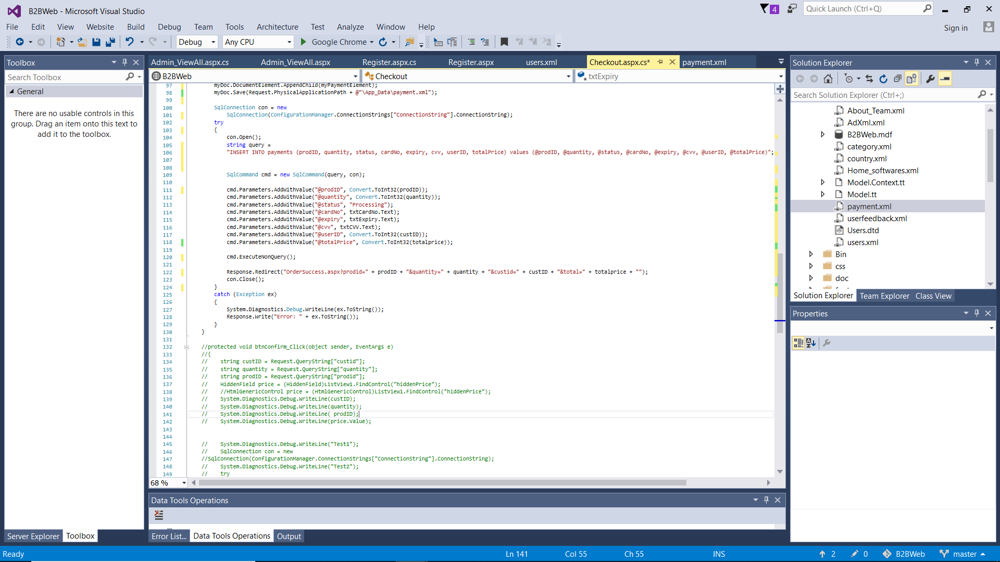 B2BWeb - Microsoft Visual Studio
4
Quick Launch (Ctrl+Q)
File Edit View Website Build Debug Team Tools Architecture Test Analyze Window Help
Sign in
Debug Any CPU Google Chrome
Toolbox
Search Toolbox
General
There are no usable controls in this
group. Drag an item onto this text to
add it to the toolbox.
Server Explorer Toolbox
Admin_ViewAll.aspx.cs Admin_ViewAll.aspx Register.aspx.cs Register.aspx users.xml Checkout.aspx.cs* payment.xml
B2BWeb Checkout txtExpiry
97 myDoc.DocumentElement.AppendChild(myPaymentElement);
98 myDoc.Save(Request.PhysicalApplicationPath + @"\App_Data\payment.xml");
99
100 SqlConnection con = new
101 SqlConnection(ConfigurationManager.ConnectionStrings["ConnectionString"].ConnectionString);
102 try
103 {
104 con.Open();
105 string query =
106 "INSERT INTO payments (prodID, quantity, status, cardNo, expiry, cvv, userID, totalPrice) values (@prodID, @quantity, @status, @cardNo, @expiry, @cvv, @userID, @totalPrice)";
107
108
109 SqlCommand cmd = new SqlCommand(query, con);
110
111 cmd.Parameters.AddWithValue("@prodID", Convert.ToInt32(prodID));
112 cmd.Parameters.AddWithValue("@quantity", Convert.ToInt32(quantity));
113 cmd.Parameters.AddWithValue("@status", "Processing");
114 cmd.Parameters.AddWithValue("@cardNo", txtCardNo.Text);
115 cmd.Parameters.AddWithValue("@expiry", txtExpiry.Text);
116 cmd.Parameters.AddWithValue("@cvv", txtCVV.Text);
117 cmd.Parameters.AddWithValue("@userID", Convert.ToInt32(custID));
118 cmd.Parameters.AddWithValue("@totalPrice", Convert.ToInt32(totalprice));
119
120 cmd.ExecuteNonQuery();
121
122 Response.Redirect("OrderSuccess.aspx?prodid=" + prodID + "&quantity=" + quantity + "&custid=" + custID + "&total=" + totalprice + "");
123 con.Close();
124 }
125 catch (Exception ex)
126 {
127 System.Diagnostics.Debug.WriteLine(ex.ToString());
128 Response.Write("Error: " + ex.ToString());
129 }
130 }
131
132 //protected void btnConfirm_Click(object sender, EventArgs e)
133 //{
134 // string custID = Request.QueryString["custid"];
135 // string quantity = Request.QueryString["quantity"];
136 // string prodID = Request.QueryString["prodid"];
137 // HiddenField price = (HiddenField)ListView1.FindControl("hiddenPrice");
138 // //HtmlGenericControl price = (HtmlGenericControl)ListView1.FindControl("hiddenPrice");
139 // System.Diagnostics.Debug.WriteLine(custID);
140 // System.Diagnostics.Debug.WriteLine(quantity);
141 // System.Diagnostics.Debug.WriteLine( prodID);
142 // System.Diagnostics.Debug.WriteLine(price.Value);
143
144
145 // System.Diagnostics.Debug.WriteLine("Test1");
146 // SqlConnection con = new
147 //SqlConnection(ConfigurationManager.ConnectionStrings["ConnectionString"].ConnectionString);
148 // System.Diagnostics.Debug.WriteLine("Test2");
149 // try
68 %
Data Tools Operations
Error List... Data Tools Operations Output
Solution Explorer
Search Solution Explorer (Ctrl+;)
About_Team.xml
AdXml.xml
B2BWeb.mdf
category.xml
country.xml
Home_softwares.xml
Model.Context.tt
Model.tt
payment.xml
userfeedback.xml
Users.dtd
users.xml
Bin
css
doc
Solution Explorer Team Explorer Class View
Properties
Ready Ln 141 Col 55 Ch 55 INS 2 0 B2BWeb master